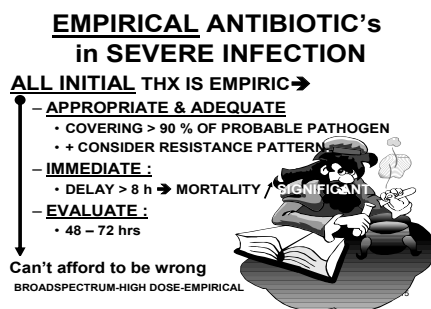 EMPIRICAL ANTIBIOTIC's
in SEVERE INFECTION
ALL INITIAL THX IS EMPIRIC➔
– APPROPRIATE & ADEQUATE
• COVERING > 90 % OF PROBABLE PATHOGEN
• + CONSIDER RESISTANCE PATTERN
– IMMEDIATE :
• DELAY > 8 h ➔ MORTALITY ↗ SIGNIFICANT
– EVALUATE :
• 48 – 72 hrs
Can't afford to be wrong
BROADSPECTRUM-HIGH DOSE-EMPIRICAL